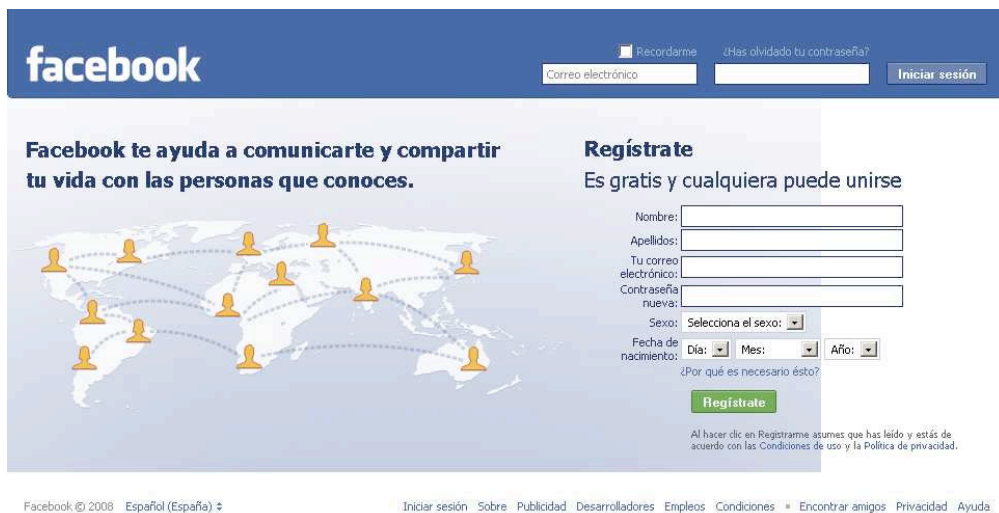 facebook
Recordarme ¿Has olvidado tu contraseña?
Correo electrónico Iniciar sesión
Facebook te ayuda a comunicarte y compartir
tu vida con las personas que conoces.
Regístrate
Es gratis y cualquiera puede unirse
Nombre:
Apellidos:
Tu correo
electrónico:
Contraseña
nueva:
Sexo: Selecciona el sexo:
Fecha de
nacimiento: Día: Mes: Año:
¿Por qué es necesario ésto?
Regístrate
Al hacer clic en Registrarme asumes que has leído y estás de
acuerdo con las Condiciones de uso y la Política de privacidad.
Facebook © 2008 Español (España) Iniciar sesión Sobre Publicidad Desarrolladores Empleos Condiciones Encontrar amigos Privacidad Ayuda